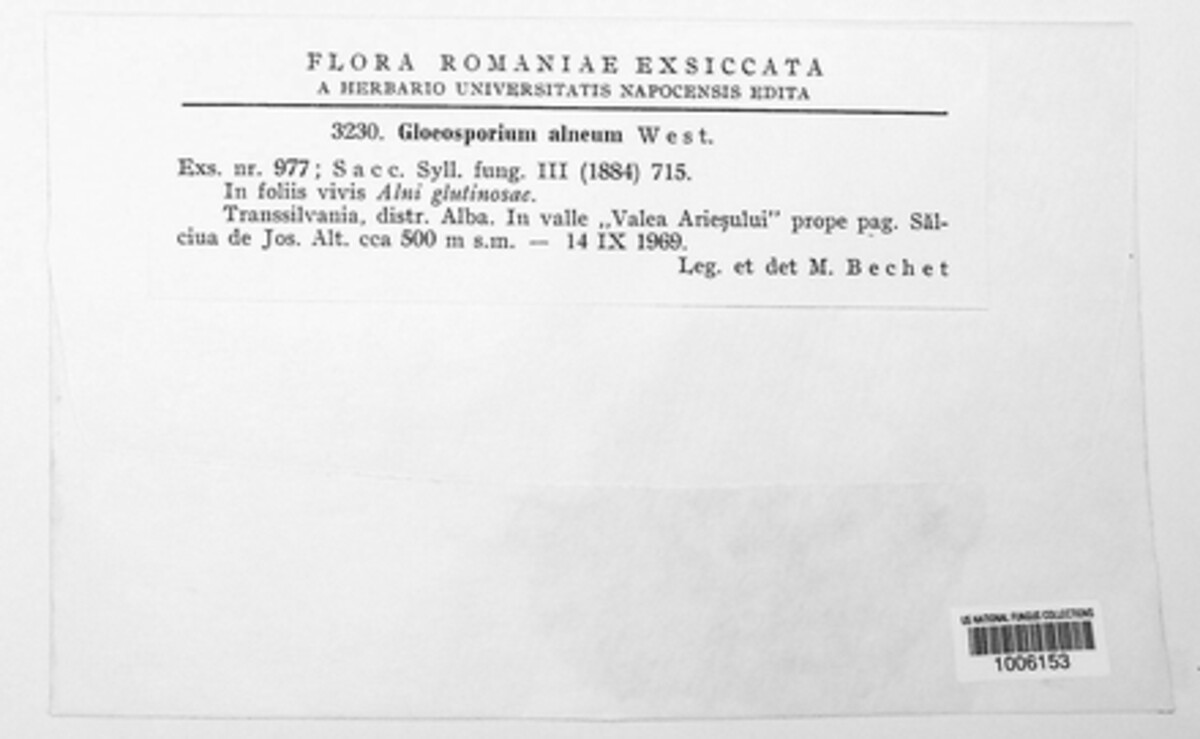 FLORA ROMANIAE EXSICCATA
A HERBARIO UNIVERSITATIS NAPOCENSIS EDITA
3230. Gloeosporium alneum West.
Exs. nr. 977; Sacc. Syll. fung. III (1884) 715.
In foliis vivis Alni glutinosae.
Transsilvania, distr. Alba. In valle „Valea Arieşului” prope pag. Săl-
ciua de Jos. Alt. cca 500 m s.m. — 14 IX 1969.
Leg. et det M. Bechet
US NATIONAL FUNGUS COLLECTIONS
1006153